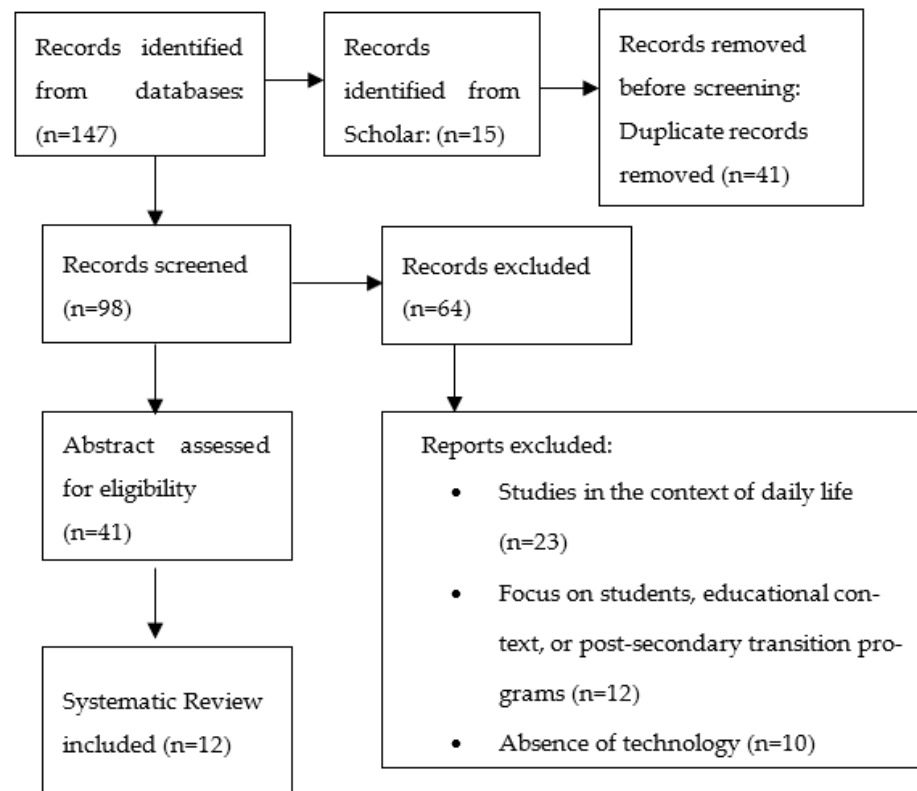 Records identified
from databases:
(n=147)
Records
identified from
Scholar: (n=15)
Records removed
before screening:
Duplicate records
removed (n=41)
Records screened
(n=98)
Records excluded
(n=64)
Abstract assessed
for eligibility
(n=41)
Reports excluded:
• Studies in the context of daily life
(n=23)
• Focus on students, educational con-
text, or post-secondary transition pro-
grams (n=12)
• Absence of technology (n=10)
Systematic Review
included (n=12)